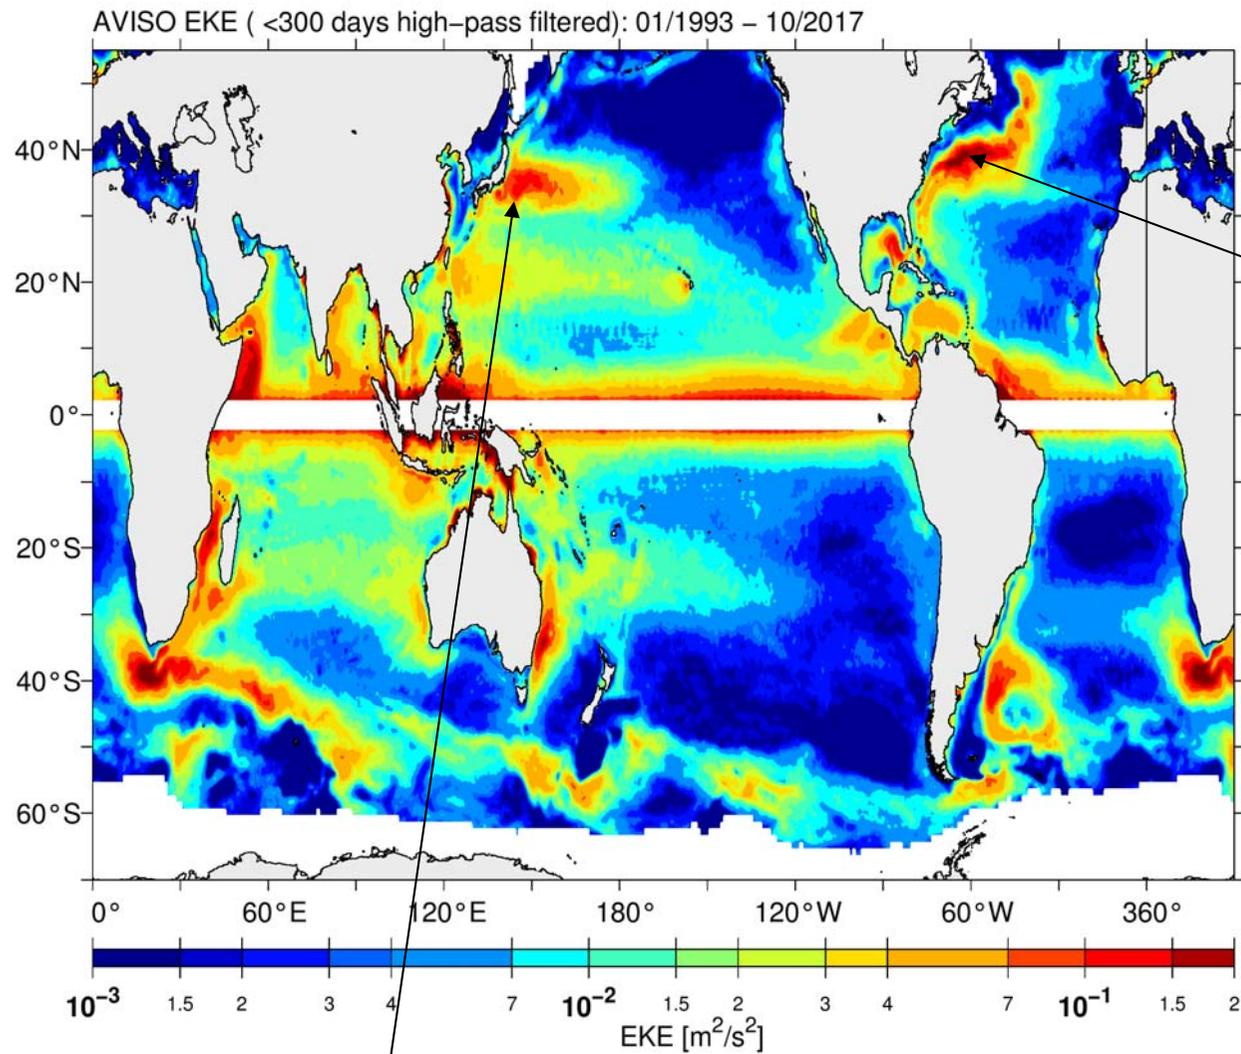 AVISO EKE ( <300 days high−pass filtered): 01/1993 − 10/2017
40°N
20°N
0°
20°S
40°S
60°S
0° 60°E 120°E 180° 120°W 60°W 360°
10⁻³ 1.5 2 3 4 7 10⁻² 1.5 2 3 4 7 10⁻¹ 1.5 2
EKE [m²/s²]